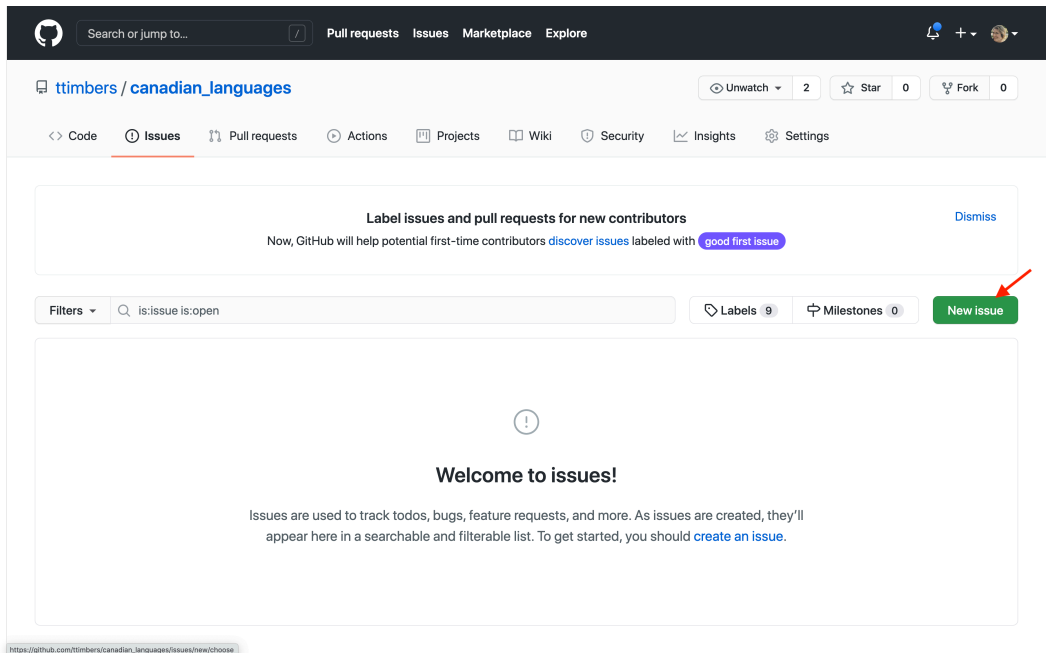 Search or jump to… / Pull requests Issues Marketplace Explore
ttimbers / canadian_languages Unwatch 2 Star 0 Fork 0
Code Issues Pull requests Actions Projects Wiki Security Insights Settings
Label issues and pull requests for new contributors Dismiss
Now, GitHub will help potential first-time contributors discover issues labeled with good first issue
Filters is:issue is:open Labels 9 Milestones 0 New issue
Welcome to issues!
Issues are used to track todos, bugs, feature requests, and more. As issues are created, they’ll
appear here in a searchable and filterable list. To get started, you should create an issue.
https://github.com/ttimbers/canadian_languages/issues/new/choose